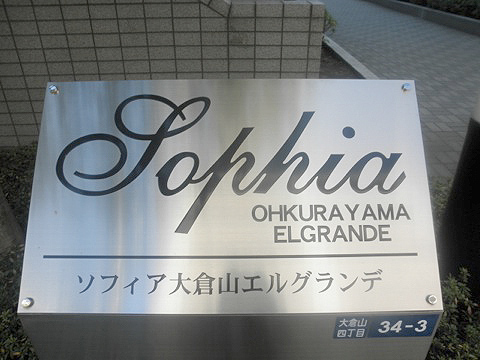 Sophia
OHKURAYAMA
ELGRANDE
ソフィア大倉山エルグランデ
大倉山
四丁目
34-3